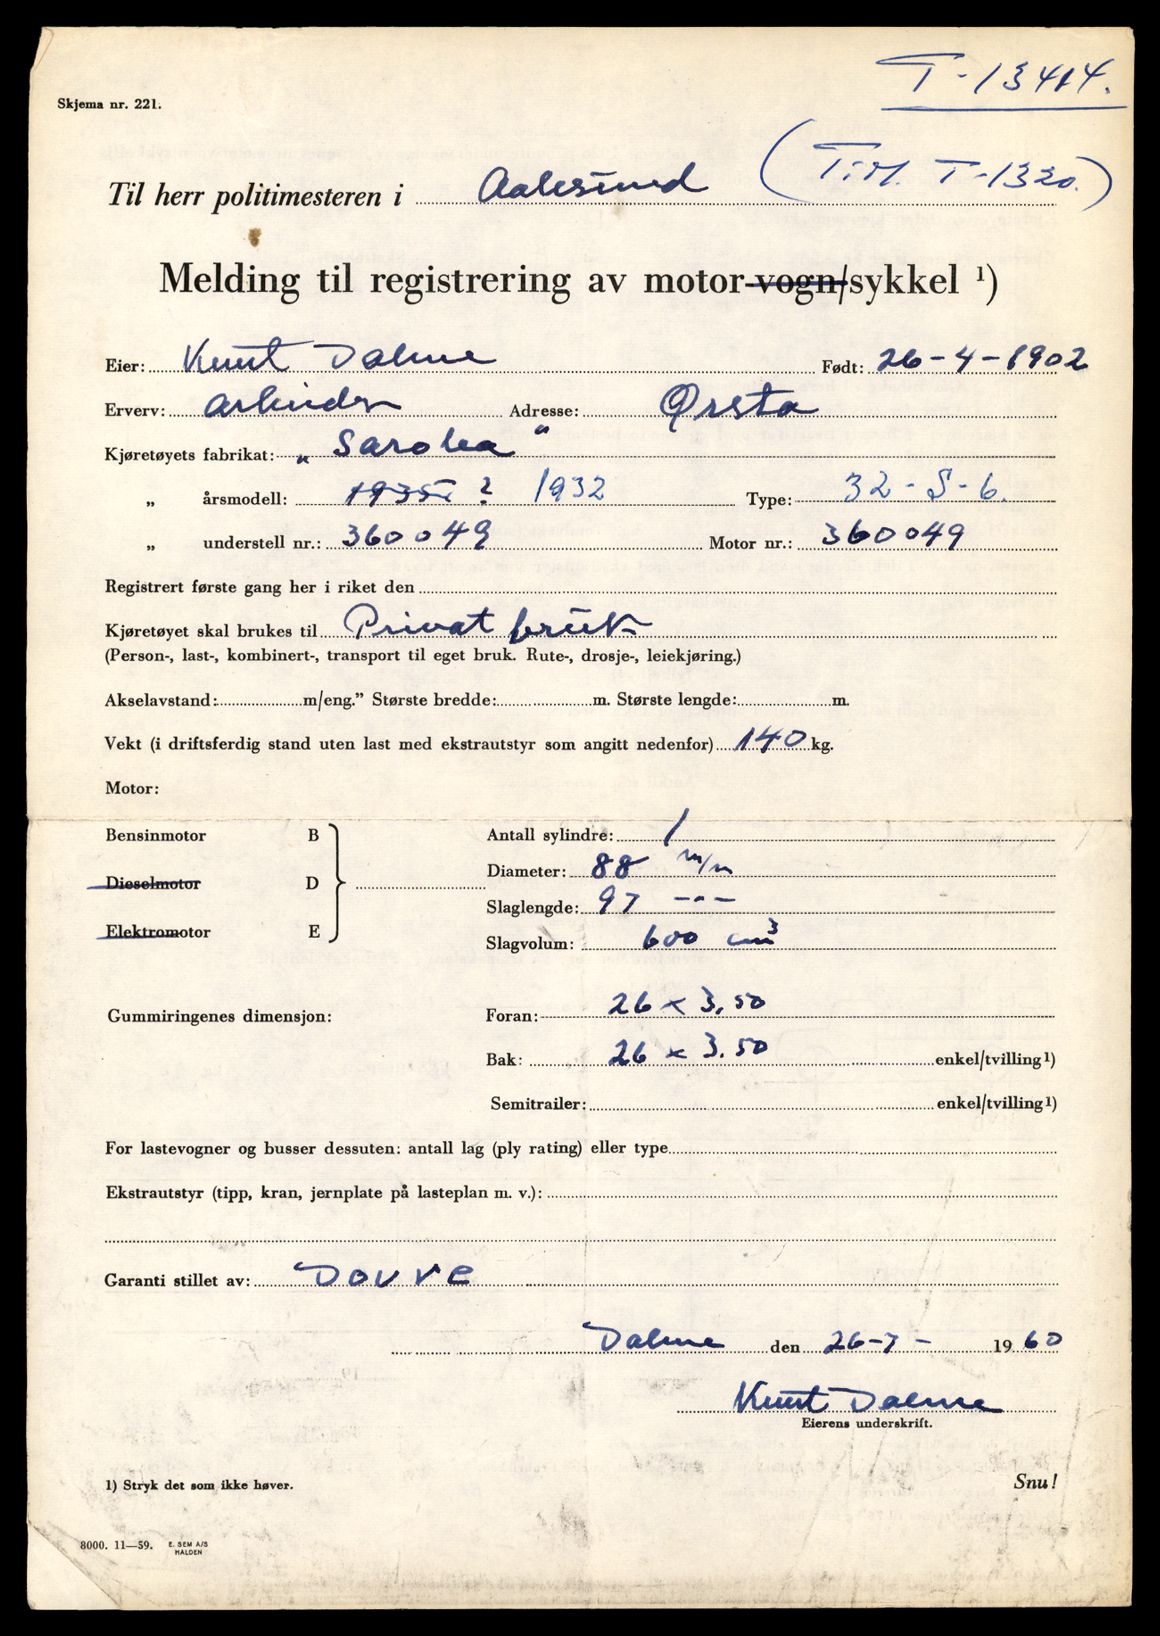 T-13414.
Skjema nr. 221.
(Tidl. T-1320.)
Til herr politimesteren i Aalesund
Melding til registrering av motor-vogn/sykkel ¹)
Eier: Knut Dalene Født: 26-4-1902
Erverv: arbeider Adresse: Ørsta
Kjøretøyets fabrikat: „Sarolea"
„ årsmodell: 1935 ? 1932 Type: 32-S-6.
„ understell nr.: 360049 Motor nr.: 360049
Registrert første gang her i riket den
Kjøretøyet skal brukes til Privat bruk
(Person-, last-, kombinert-, transport til eget bruk. Rute-, drosje-, leiekjøring.)
Akselavstand: m/eng.” Største bredde: m. Største lengde: m.
Vekt (i driftsferdig stand uten last med ekstrautstyr som angitt nedenfor) 140 kg.
Motor:
Bensinmotor B Antall sylindre: 1
Diameter: 88 m/m
Dieselmotor D
Slaglengde: 97 -"-
Elektromotor E Slagvolum: 600 cm³
Gummiringenes dimensjon: Foran: 26 x 3,50
Bak: 26 x 3.50 enkel/tvilling ¹)
Semitrailer: enkel/tvilling ¹)
For lastevogner og busser dessuten: antall lag (ply rating) eller type
Ekstrautstyr (tipp, kran, jernplate på lasteplan m. v.):
Garanti stillet av: Dovre
Dalene den 26-7- 1960
Knut Dalene
Eierens underskrift.
1) Stryk det som ikke høver. Snu!
8000. 11—59. E. SEM A/S
HALDEN